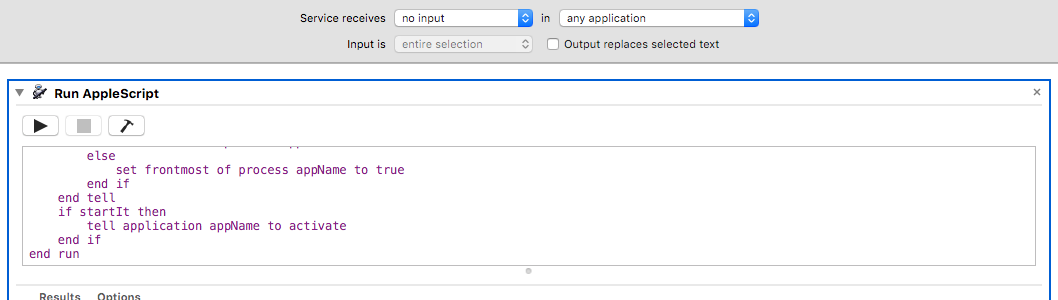 Service receives no input in any application
Input is entire selection Output replaces selected text
Run AppleScript
else
set frontmost of process appName to true
end if
end tell
if startIt then
tell application appName to activate
end if
end run
Results Options